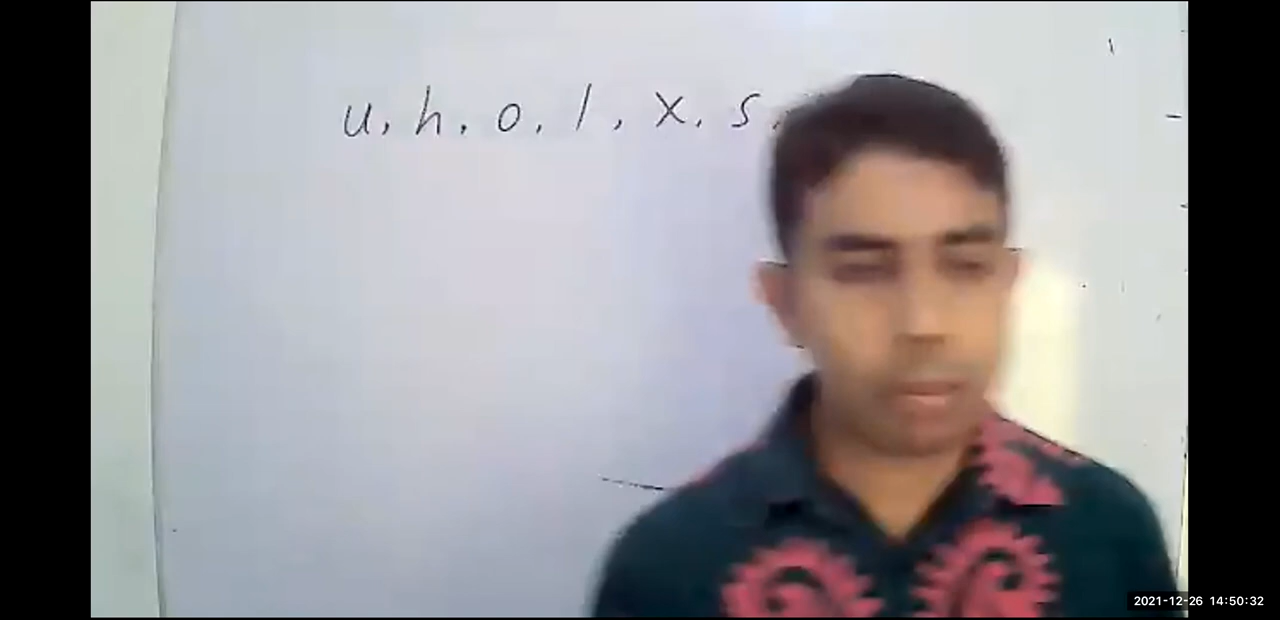 u, h, o, l, x, s,
2021-12-26 14:50:32